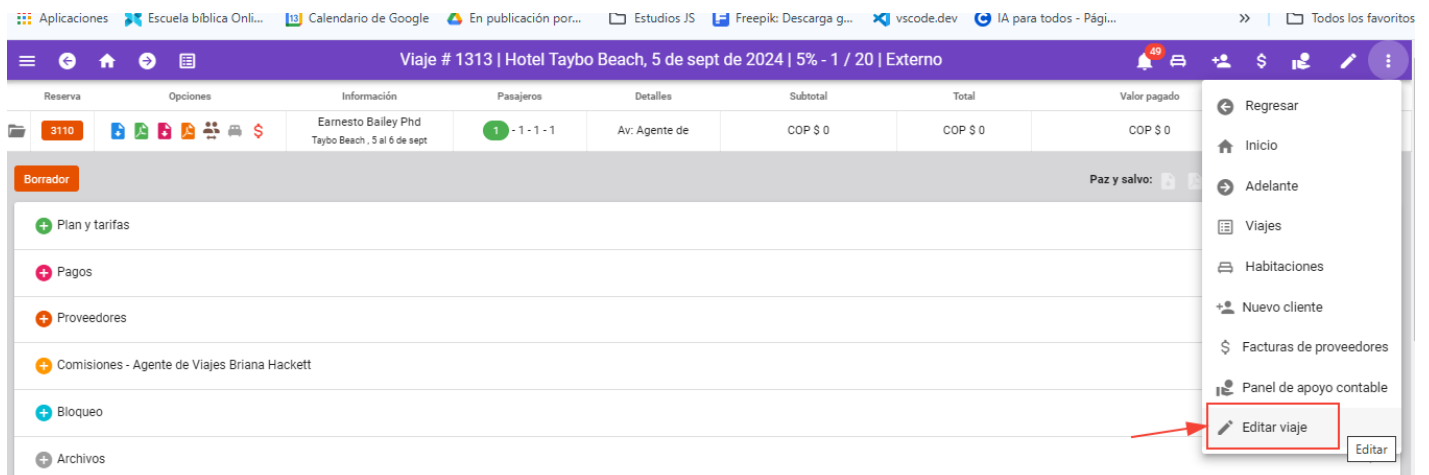 Aplicaciones Escuela bíblica Onli... 13 Calendario de Google En publicación por... Estudios JS Freepik: Descarga g... vscode.dev IA para todos - Pági... » Todos los favoritos
Viaje # 1313 | Hotel Taybo Beach, 5 de sept de 2024 | 5% - 1 / 20 | Externo 49
Reserva Opciones Información Pasajeros Detalles Subtotal Total Valor pagado
3110 Earnesto Bailey Phd 1 - 1 - 1 - 1 Av: Agente de COP $ 0 COP $ 0 COP $ 0
Taybo Beach , 5 al 6 de sept
Borrador Paz y salvo:
Plan y tarifas
Pagos
Proveedores
Comisiones - Agente de Viajes Briana Hackett
Bloqueo
Archivos
Regresar
Inicio
Adelante
Viajes
Habitaciones
Nuevo cliente
Facturas de proveedores
Panel de apoyo contable
Editar viaje
Editar